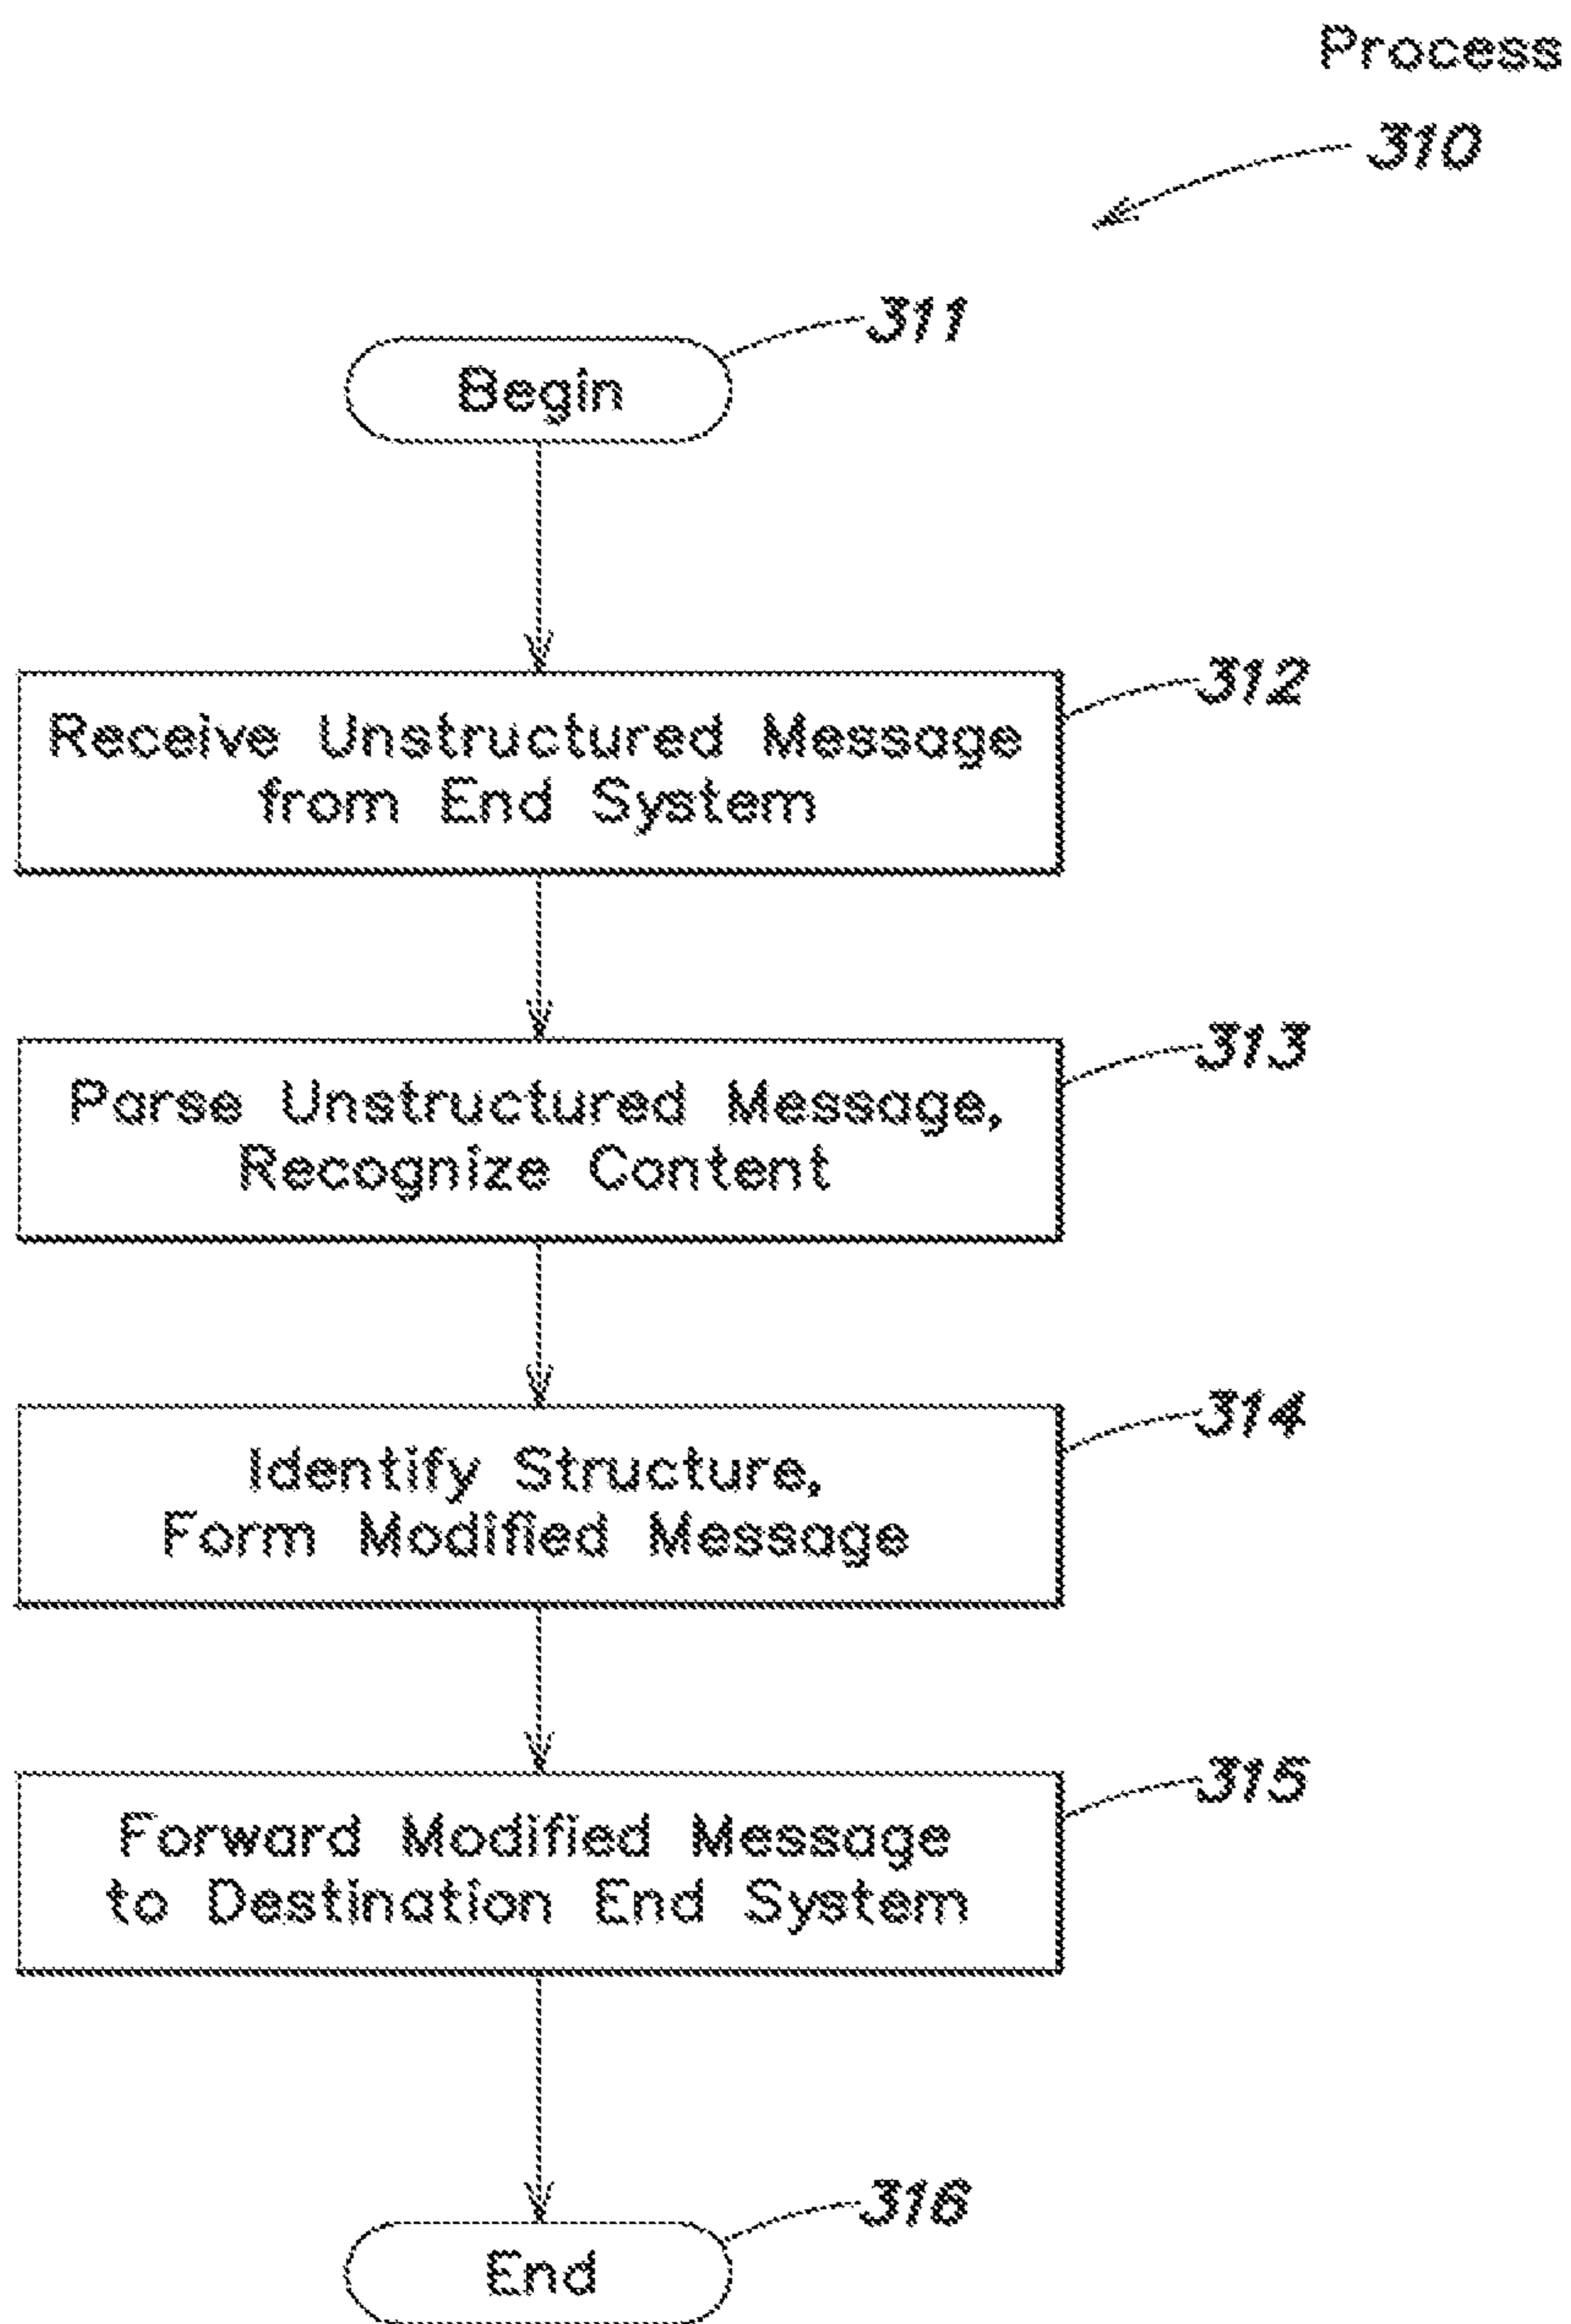 Process
310
311
Begin
312
Receive Unstructured Message
from End System
313
Parse Unstructured Message,
Recognize Content
314
Identify Structure,
Form Modified Message
315
Forward Modified Message
to Destination End System
316
End